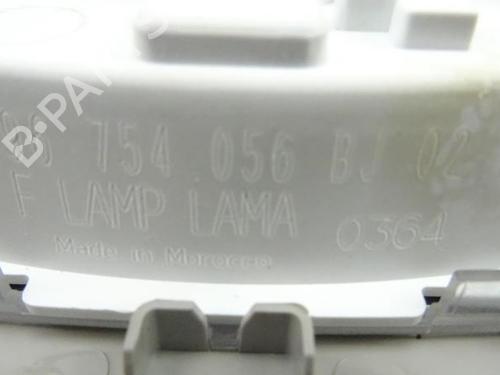 754 056 BJ 02
F LAMP LAMA 0364
Made in Morocco
B-PARTS